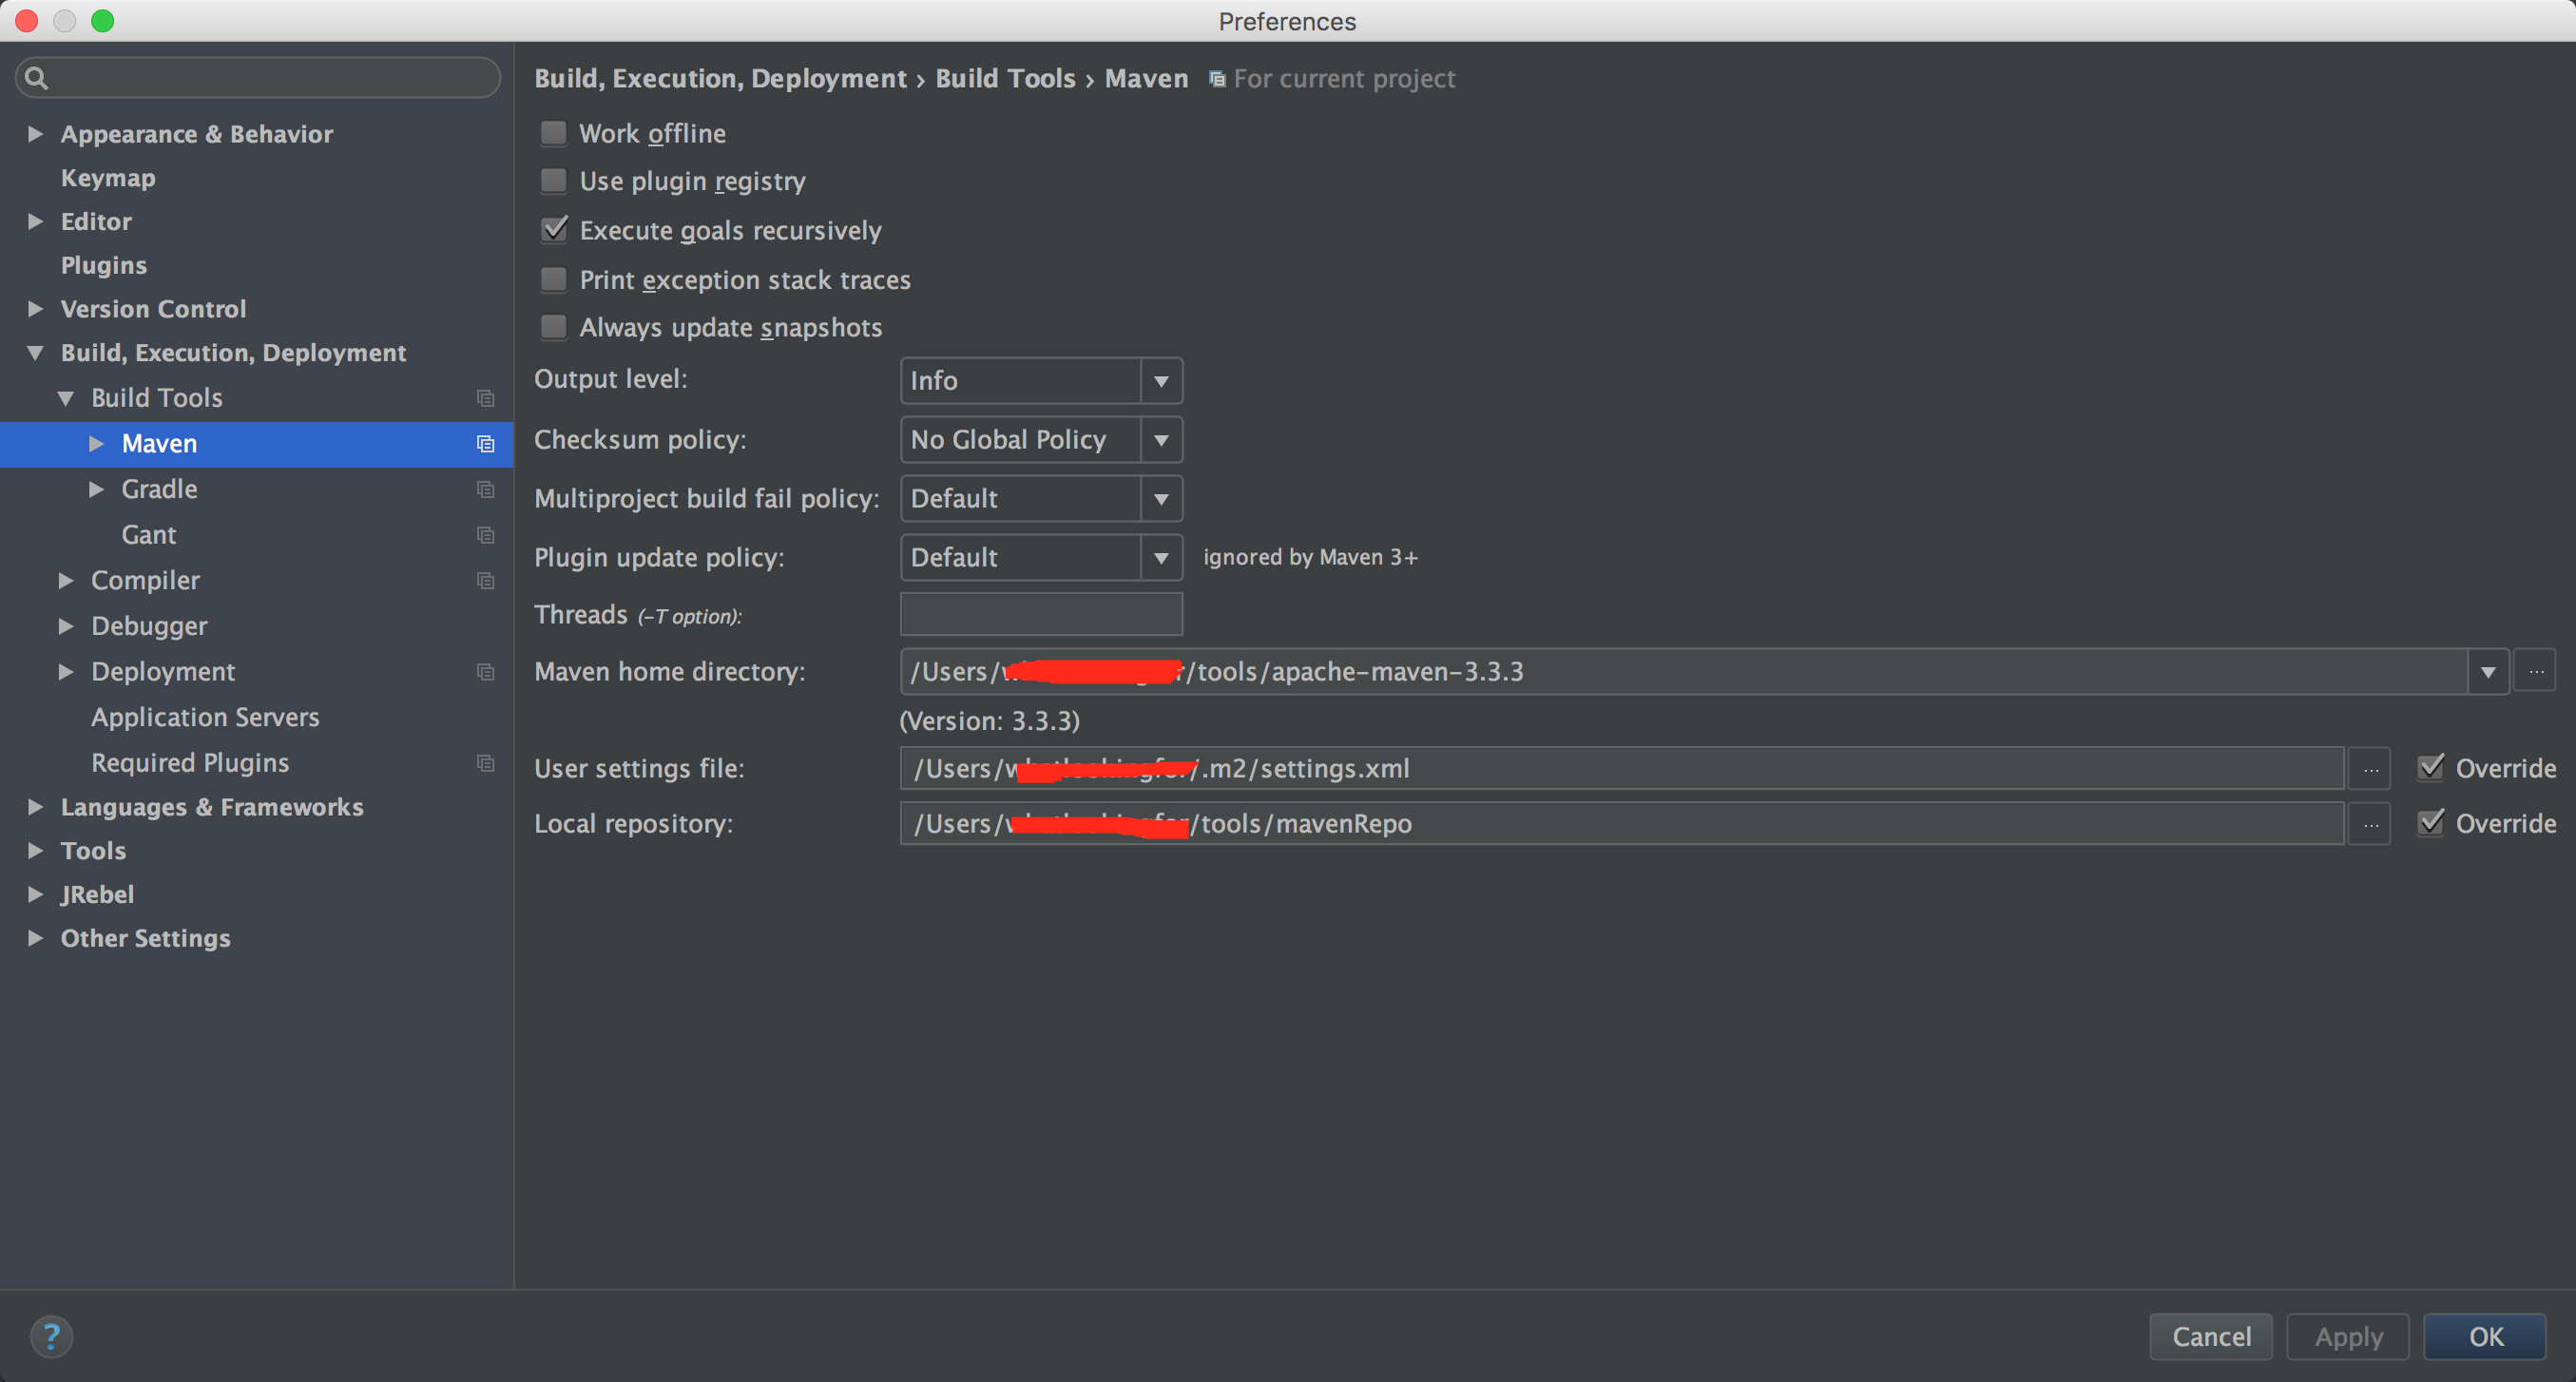 Preferences
Appearance & Behavior
Keymap
Editor
Plugins
Version Control
Build, Execution, Deployment
Build Tools
Maven
Gradle
Gant
Compiler
Debugger
Deployment
Application Servers
Required Plugins
Languages & Frameworks
Tools
JRebel
Other Settings
Build, Execution, Deployment › Build Tools › Maven For current project
Work offline
Use plugin registry
Execute goals recursively
Print exception stack traces
Always update snapshots
Output level: Info
Checksum policy: No Global Policy
Multiproject build fail policy: Default
Plugin update policy: Default ignored by Maven 3+
Threads (-T option):
Maven home directory: /Users/ /tools/apache-maven-3.3.3 ...
(Version: 3.3.3)
User settings file: /Users/ /.m2/settings.xml ... Override
Local repository: /Users/ /tools/mavenRepo ... Override
? Cancel Apply OK